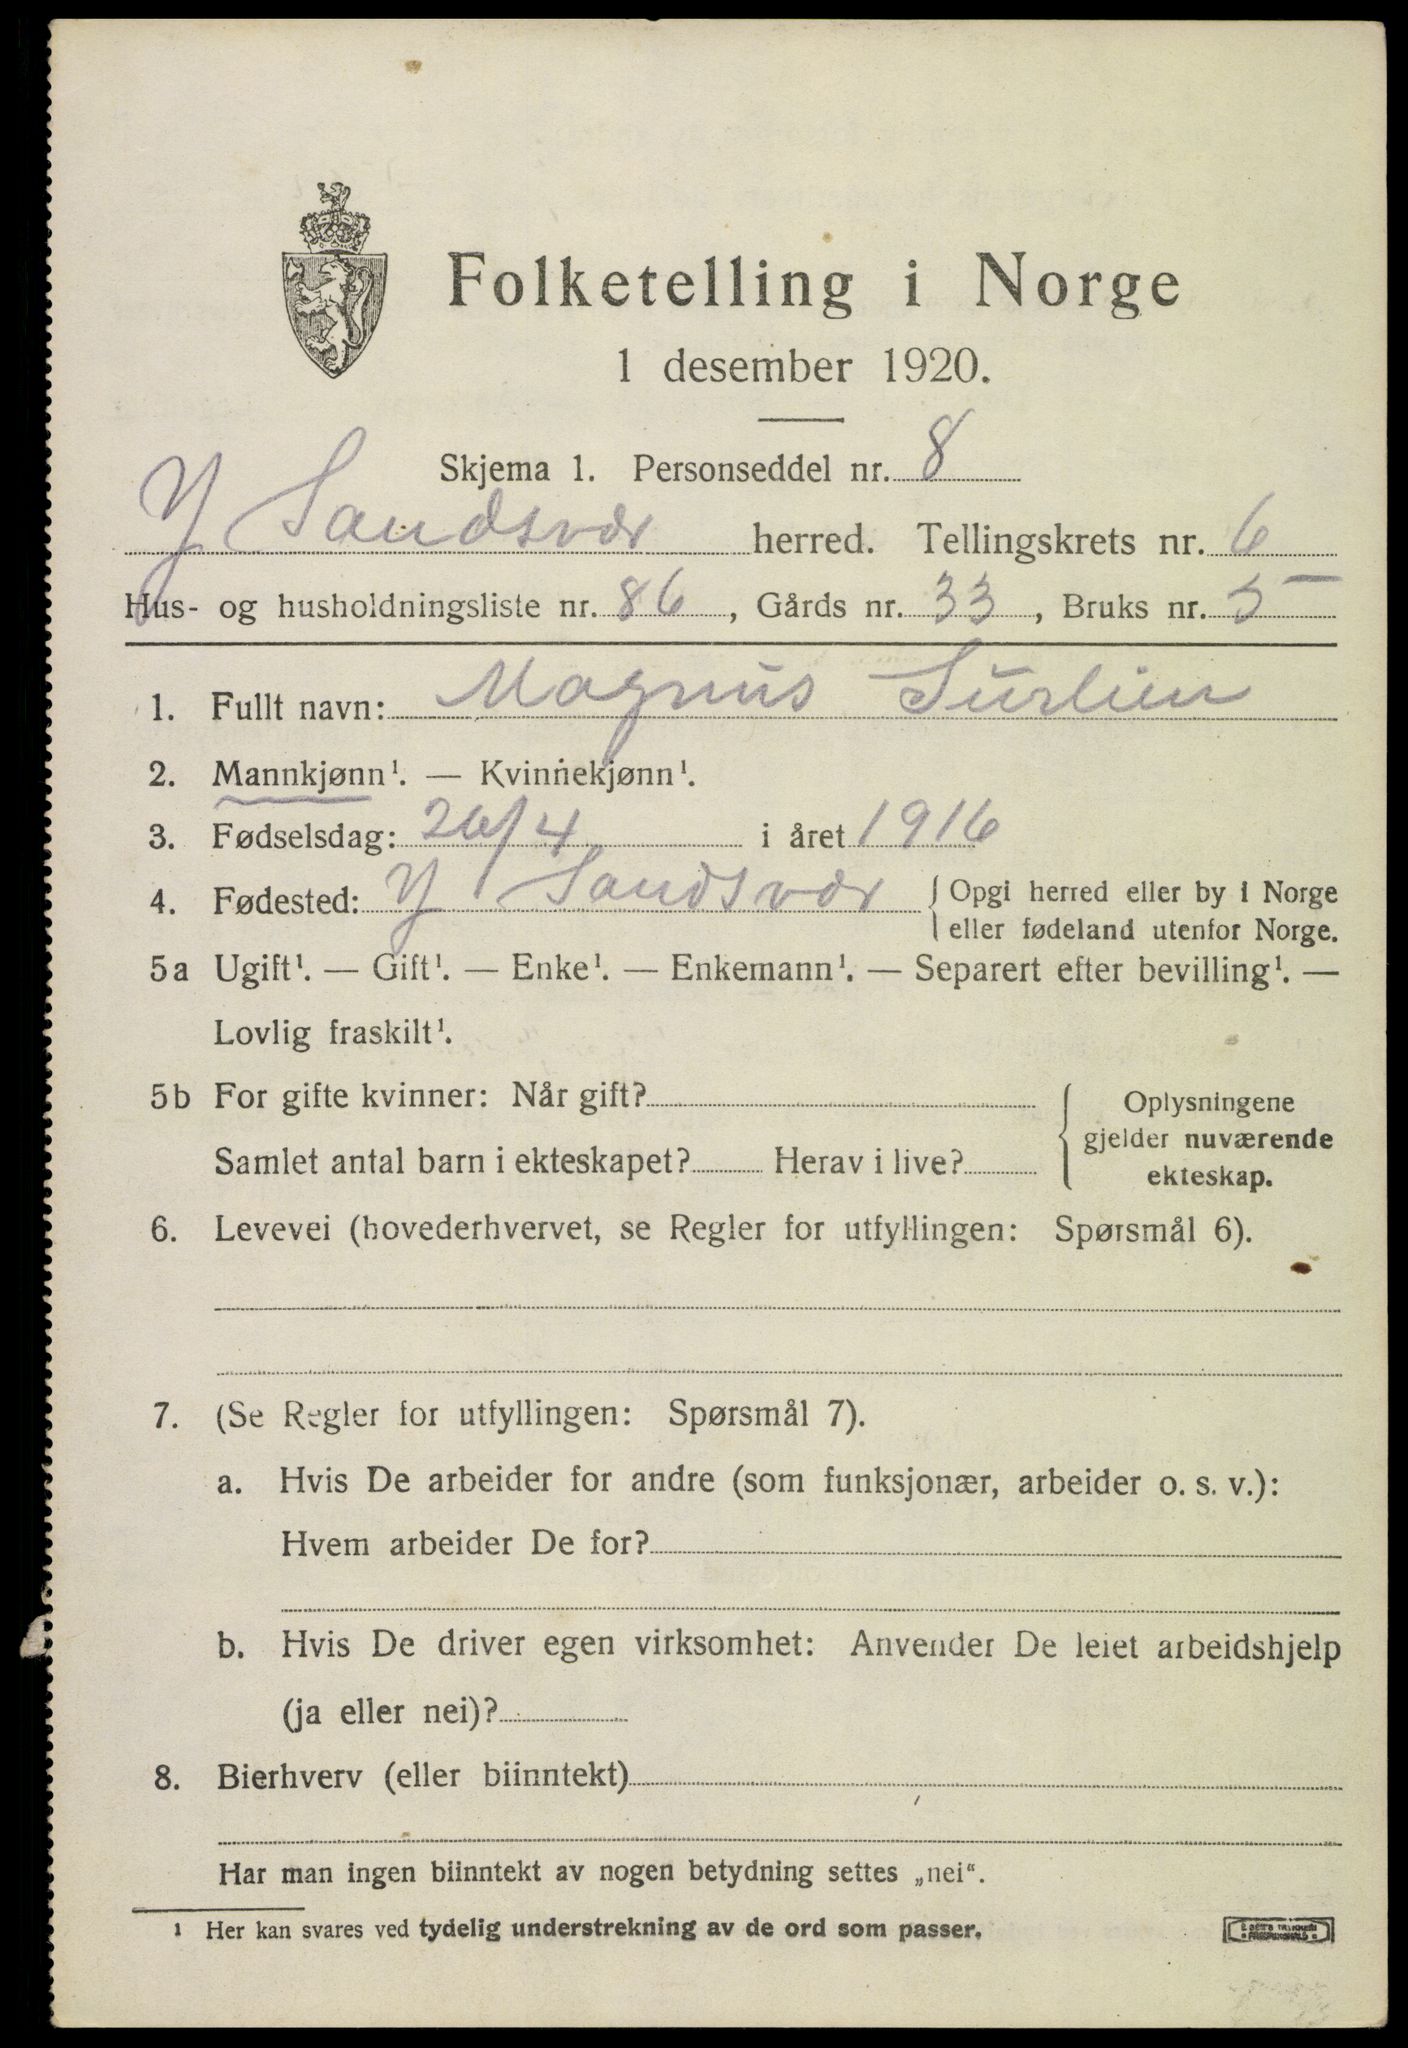 Folketelling i Norge
1 desember 1920.
Skjema 1. Personseddel nr. 8
Y Sandsvær herred. Tellingskrets nr. 6
Hus- og husholdningsliste nr. 86, Gårds nr. 33, Bruks nr. 5
1. Fullt navn: Magnus Surlien
2. Mannkjønn¹. — Kvinnekjønn¹.
3. Fødselsdag: 26/4 i året 1916
4. Fødested: Y Sandsvær { Opgi herred eller by i Norge
eller fødeland utenfor Norge.
5a Ugift¹. — Gift¹. — Enke¹. — Enkemann¹. — Separert efter bevilling¹. —
Lovlig fraskilt¹.
5b For gifte kvinner: Når gift?
Samlet antal barn i ekteskapet? Herav i live?
{ Oplysningene
gjelder nuværende
ekteskap.
6. Levevei (hovederhvervet, se Regler for utfyllingen: Spørsmål 6).
7. (Se Regler for utfyllingen: Spørsmål 7).
a. Hvis De arbeider for andre (som funksjonær, arbeider o. s. v.):
Hvem arbeider De for?
b. Hvis De driver egen virksomhet: Anvender De leiet arbeidshjelp
(ja eller nei)?
8. Bierhverv (eller biinntekt)
Har man ingen biinntekt av nogen betydning settes „nei“.
1 Her kan svares ved tydelig understrekning av de ord som passer.